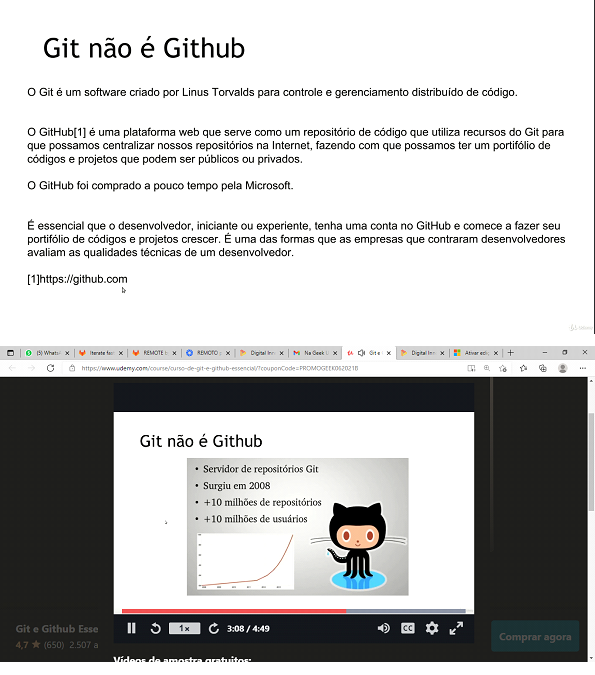 Git não é Github
O Git é um software criado por Linus Torvalds para controle e gerenciamento distribuído de código.
O GitHub[1] é uma plataforma web que serve como um repositório de código que utiliza recursos do Git para
que possamos centralizar nossos repositórios na Internet, fazendo com que possamos ter um portifólio de
códigos e projetos que podem ser públicos ou privados.
O GitHub foi comprado a pouco tempo pela Microsoft.
É essencial que o desenvolvedor, iniciante ou experiente, tenha uma conta no GitHub e comece a fazer seu
portifólio de códigos e projetos crescer. É uma das formas que as empresas que contraram desenvolvedores
avaliam as qualidades técnicas de um desenvolvedor.
[1]https://github.com
(5) Whats Iterate fast REMOTE REMOTO Digital Inn Na Geek U Git e Digital Inn Ativar
https://www.udemy.com/course/curso-de-git-e-github-essencial/?couponCode=PROMOGEEK0620218
Git não é Github
• Servidor de repositórios Git
• Surgiu em 2008
• +10 milhões de repositórios
• +10 milhões de usuários
1x 3:08 / 4:49 CC
Git e Github Esse
4,7 ★ (650) 2.507 a
Comprar agora
Vídeos de amostra gratuitos: